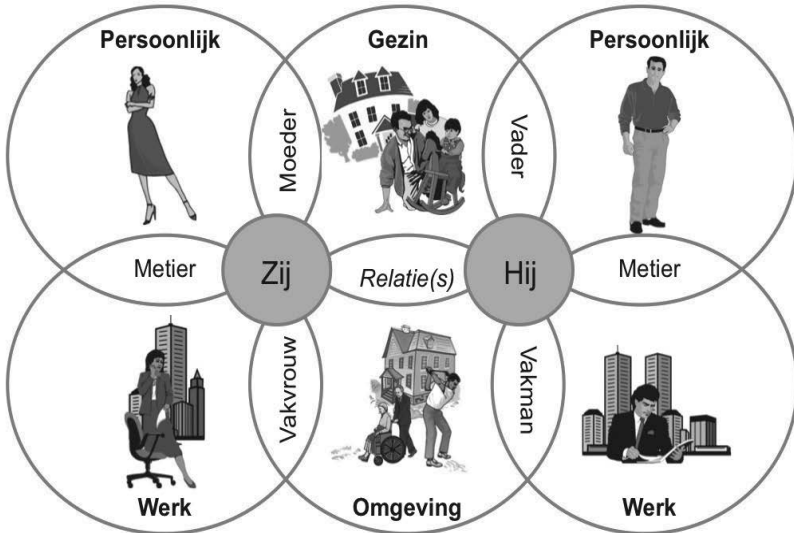 Persoonlijk
Gezin
Persoonlijk
Moeder
Vader
Metier
Zij
Relatie(s)
Hij
Metier
Vakvrouw
Vakman
Werk
Omgeving
Werk